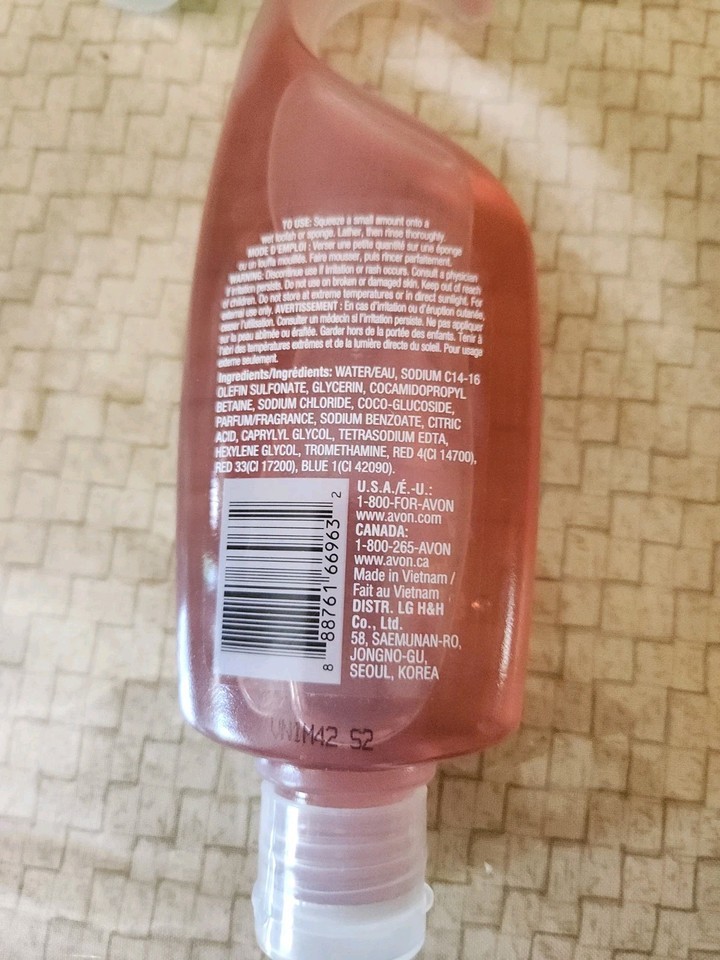 TO USE: Squeeze a small amount onto a
wet loofah or sponge. Lather, then rinse thoroughly.
MODE D'EMPLOI : Verser une petite quantité sur une éponge
ou un loofa mouillée. Faire mousser, puis rincer parfaitement.
WARNING: Discontinue use if irritation or rash occurs. Consult a physician
if irritation persists. Do not use on broken or damaged skin. Keep out of reach
of children. Do not store at extreme temperatures or in direct sunlight. For
external use only. AVERTISSEMENT : En cas d'irritation ou d'éruption cutanée,
cesser l'utilisation. Consulter un médecin si l'irritation persiste. Ne pas appliquer
sur la peau abîmée ou éraflée. Garder hors de la portée des enfants. Tenir à
l'abri des températures extrêmes et de la lumière directe du soleil. Pour usage
externe seulement.
Ingredients/Ingrédients: WATER/EAU, SODIUM C14-16
OLEFIN SULFONATE, GLYCERIN, COCAMIDOPROPYL
BETAINE, SODIUM CHLORIDE, COCO-GLUCOSIDE,
PARFUM/FRAGRANCE, SODIUM BENZOATE, CITRIC
ACID, CAPRYLYL GLYCOL, TETRASODIUM EDTA,
HEXYLENE GLYCOL, TROMETHAMINE, RED 4(CI 14700),
RED 33(CI 17200), BLUE 1(CI 42090).
8 88761 66963 2
U.S.A./É.-U.:
1-800-FOR-AVON
www.avon.com
CANADA:
1-800-265-AVON
www.avon.ca
Made in Vietnam /
Fait au Vietnam
DISTR. LG H&H
Co., Ltd.
58, SAEMUNAN-RO,
JONGNO-GU,
SEOUL, KOREA
VN1M42 S2